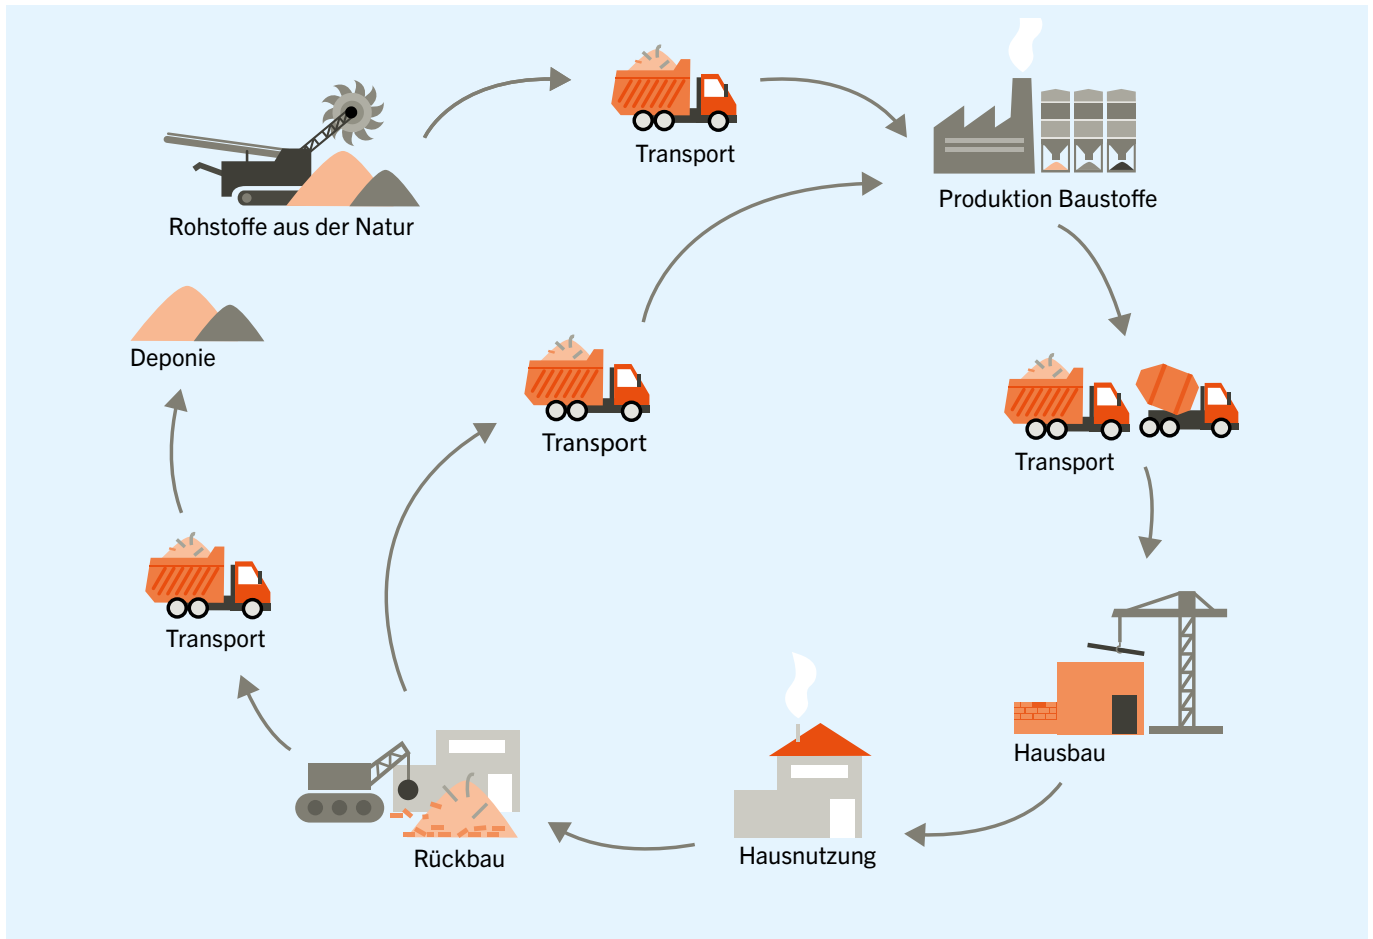 Transport
Rohstoffe aus der Natur
Produktion Baustoffe
Deponie
Transport
Transport
Transport
Hausbau
Rückbau
Hausnutzung